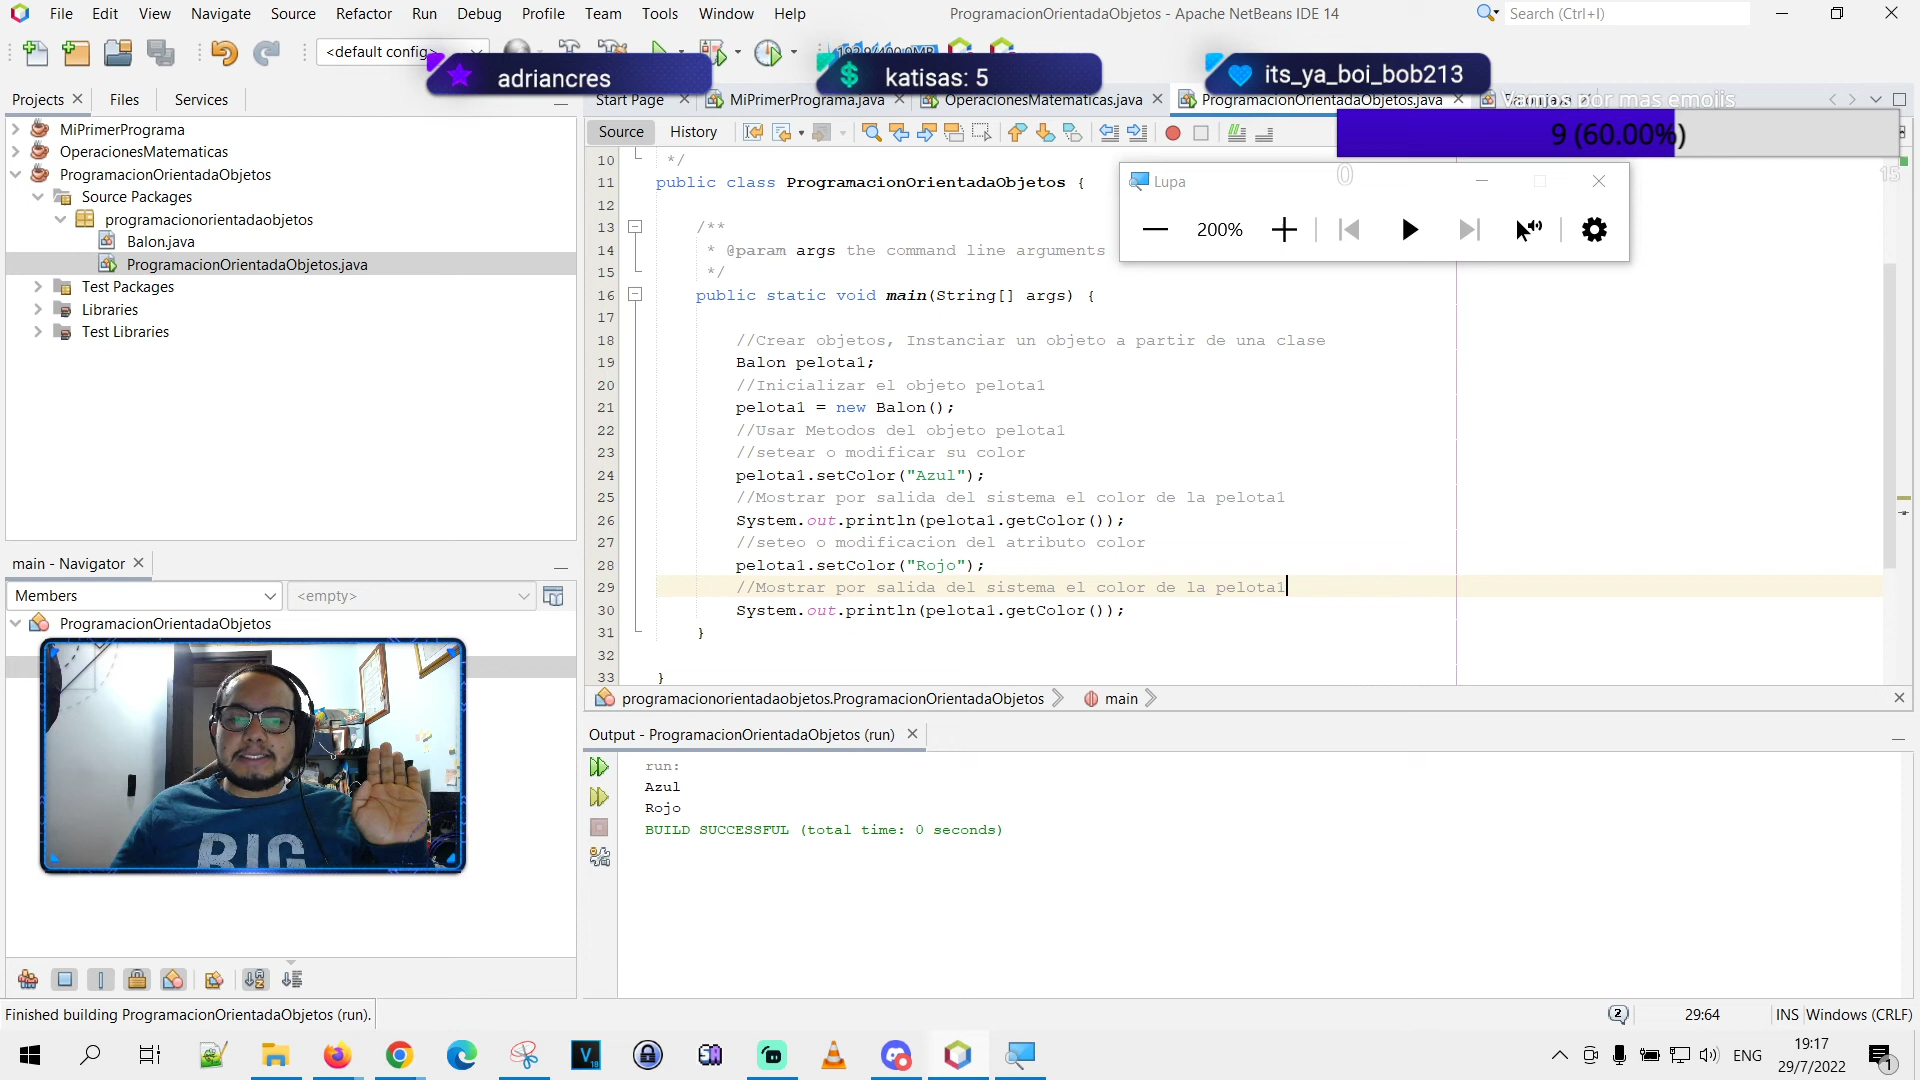 File Edit View Navigate Source Refactor Run Debug Profile Team Tools Window Help
ProgramacionOrientadaObjetos - Apache NetBeans IDE 14
Search (Ctrl+I)
<default config>
adriancres
katisas: 5
its_ya_boi_bob213
Projects Files Services
Start Page MiPrimerPrograma.java OperacionesMatematicas.java ProgramacionOrientadaObjetos.java
Vamos por mas emojis
9 (60.00%)
0
15
MiPrimerPrograma
OperacionesMatematicas
ProgramacionOrientadaObjetos
Source Packages
programacionorientadaobjetos
Balon.java
ProgramacionOrientadaObjetos.java
Test Packages
Libraries
Test Libraries
Source History
Lupa
200%
10 */
11 public class ProgramacionOrientadaObjetos {
12
13 /**
14 * @param args the command line arguments
15 */
16 public static void main(String[] args) {
17
18 //Crear objetos, Instanciar un objeto a partir de una clase
19 Balon pelota1;
20 //Inicializar el objeto pelota1
21 pelota1 = new Balon();
22 //Usar Metodos del objeto pelota1
23 //setear o modificar su color
24 pelota1.setColor("Azul");
25 //Mostrar por salida del sistema el color de la pelota1
26 System.out.println(pelota1.getColor());
27 //seteo o modificacion del atributo color
28 pelota1.setColor("Rojo");
29 //Mostrar por salida del sistema el color de la pelota1
30 System.out.println(pelota1.getColor());
31 }
32
33 }
main - Navigator
Members <empty>
ProgramacionOrientadaObjetos
BIG
programacionorientadaobjetos.ProgramacionOrientadaObjetos main
Output - ProgramacionOrientadaObjetos (run)
run:
Azul
Rojo
BUILD SUCCESSFUL (total time: 0 seconds)
Finished building ProgramacionOrientadaObjetos (run).
2
29:64
INS Windows (CRLF)
ENG
19:17
29/7/2022
1